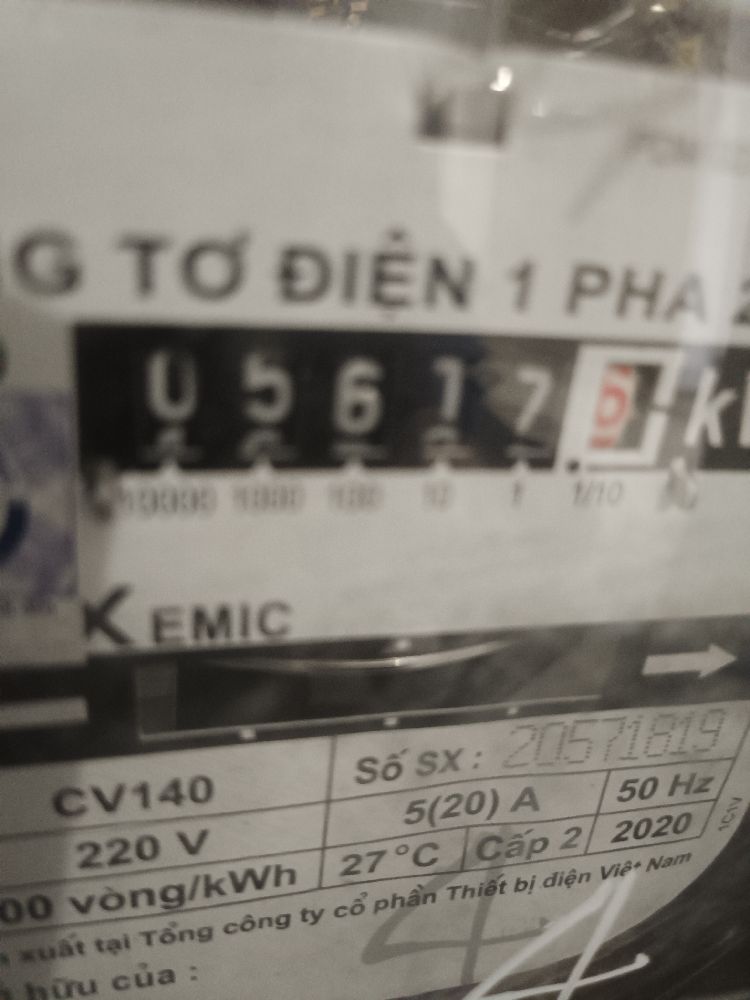 G TƠ ĐIỆN 1 PHA 2
0 5 6 1 7 k
10000 1000 100 10 1 1/10
KEMIC
CV140 Số SX : 20571819
220 V 5(20) A 50 Hz
00 vòng/kWh 27 °C Cấp 2 2020
xuất tại Tổng công ty cổ phần Thiết bị điện Việt Nam
hữu của :